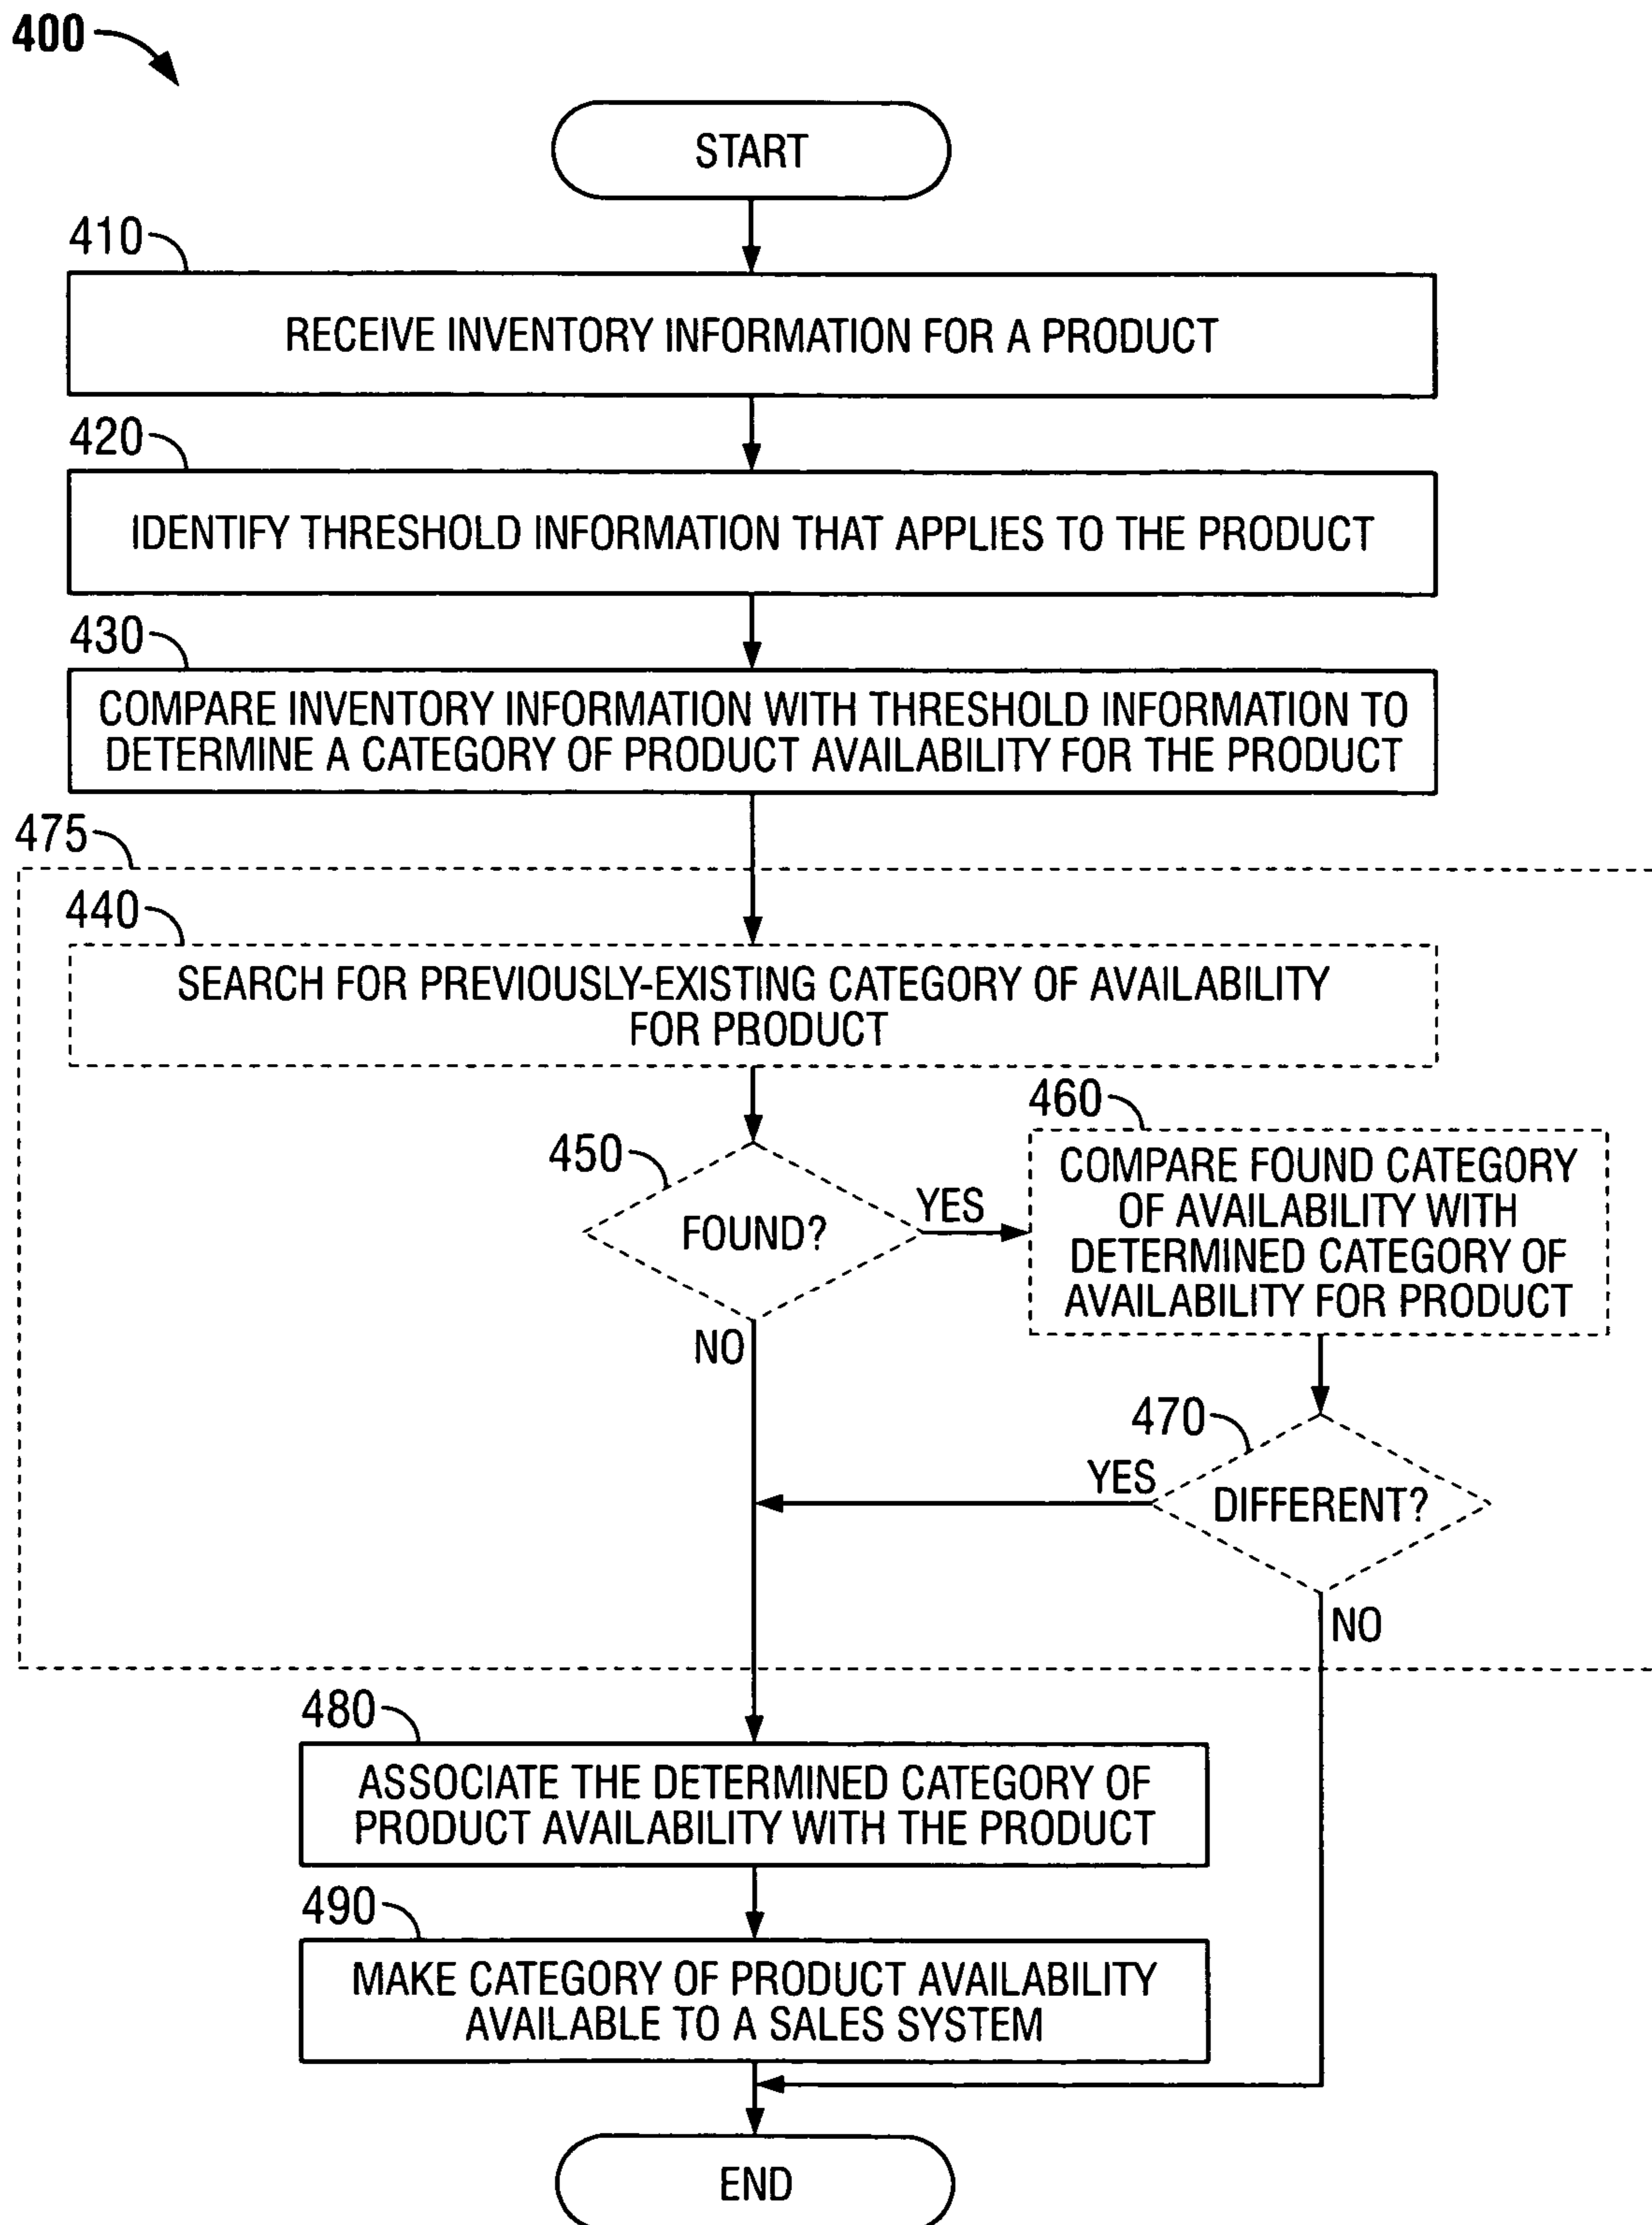 400
START
410
RECEIVE INVENTORY INFORMATION FOR A PRODUCT
420
IDENTIFY THRESHOLD INFORMATION THAT APPLIES TO THE PRODUCT
430
COMPARE INVENTORY INFORMATION WITH THRESHOLD INFORMATION TO
DETERMINE A CATEGORY OF PRODUCT AVAILABILITY FOR THE PRODUCT
475
440
SEARCH FOR PREVIOUSLY-EXISTING CATEGORY OF AVAILABILITY
FOR PRODUCT
450
FOUND?
YES
NO
460
COMPARE FOUND CATEGORY
OF AVAILABILITY WITH
DETERMINED CATEGORY OF
AVAILABILITY FOR PRODUCT
470
DIFFERENT?
YES
NO
480
ASSOCIATE THE DETERMINED CATEGORY OF
PRODUCT AVAILABILITY WITH THE PRODUCT
490
MAKE CATEGORY OF PRODUCT AVAILABILITY
AVAILABLE TO A SALES SYSTEM
END